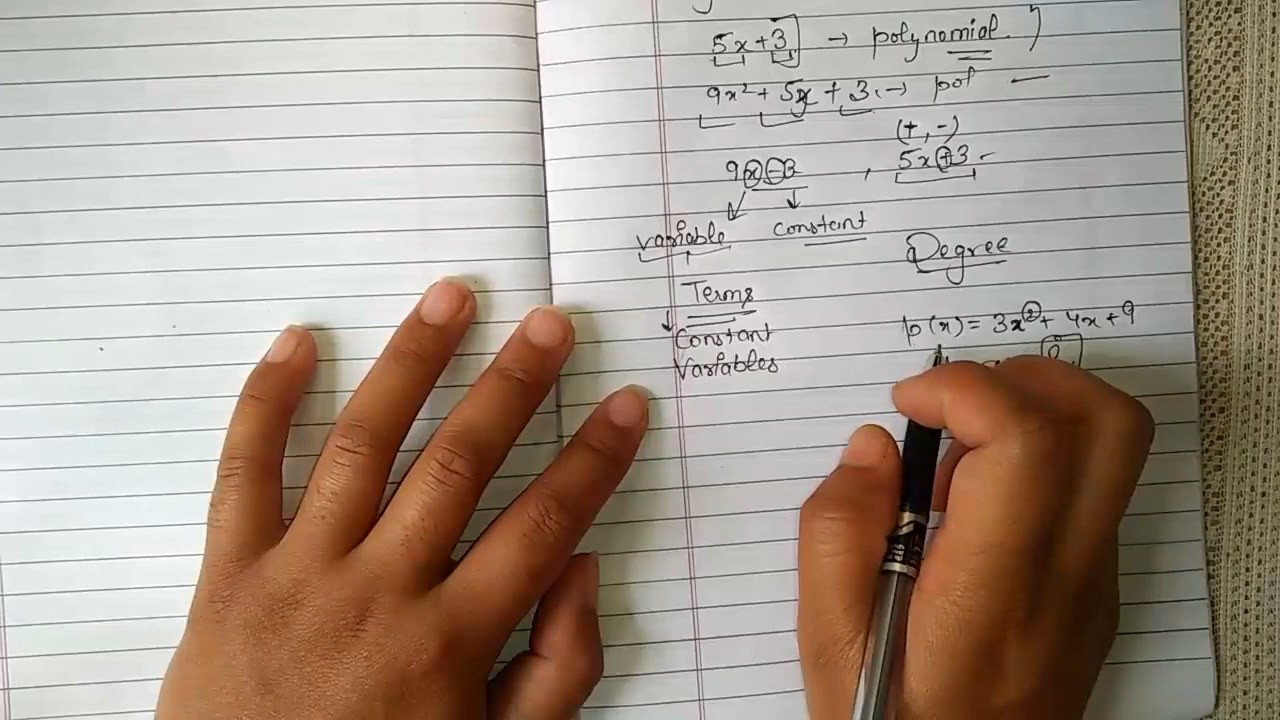 5x+3 → polynomial
9x² + 5x + 3 → pol
(+, -)
9x-3 , 5x+3
variable constant
Degree
Terms
Constant
Variables
p(x) = 3x² + 4x + 9